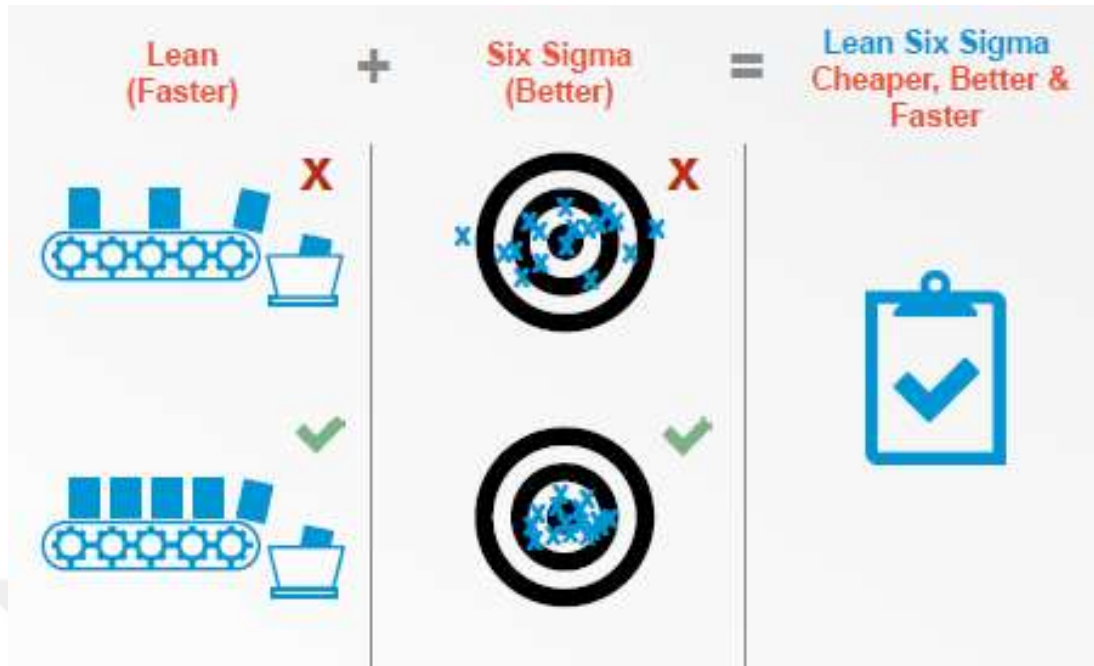 Lean
(Faster)
+
Six Sigma
(Better)
=
Lean Six Sigma
Cheaper, Better &
Faster
X
X